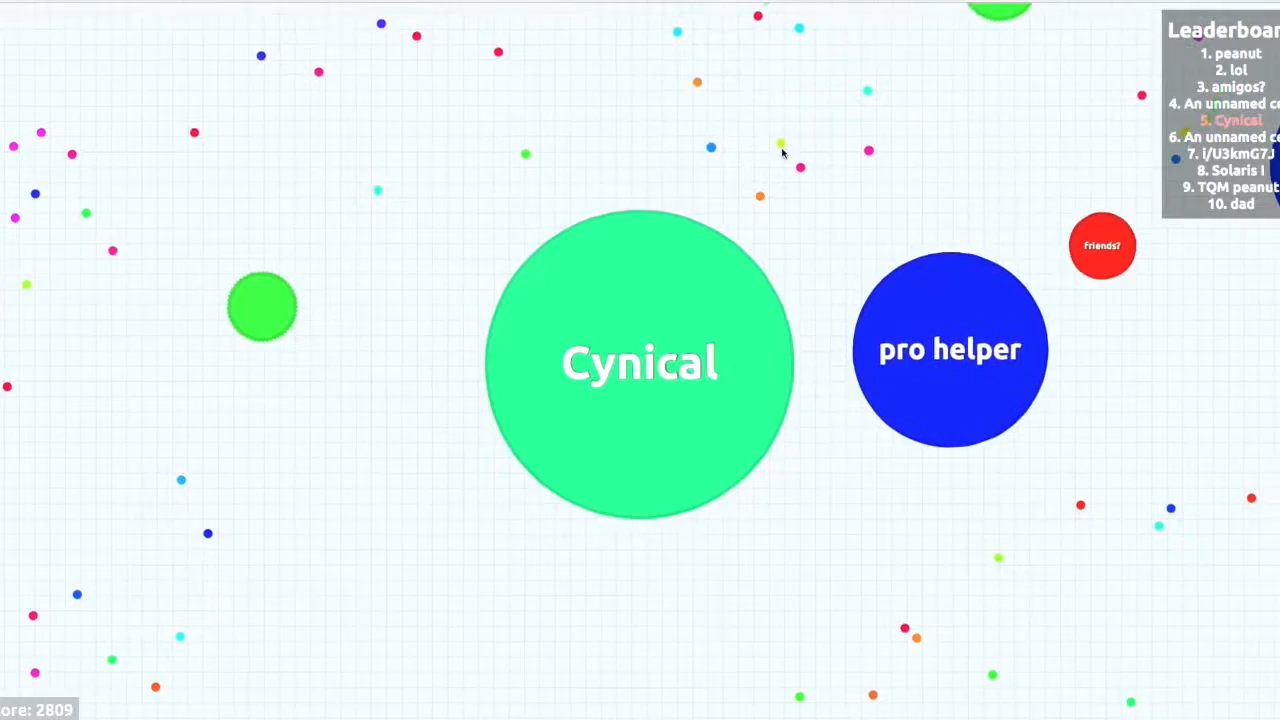 Leaderboar
1. peanut
2. lol
3. amigos?
4. An unnamed ce
5. Cynical
6. An unnamed ce
7. i/U3kmG7J
8. Solaris I
9. TQM peanut
10. dad
friends?
Cynical
pro helper
ore: 2809